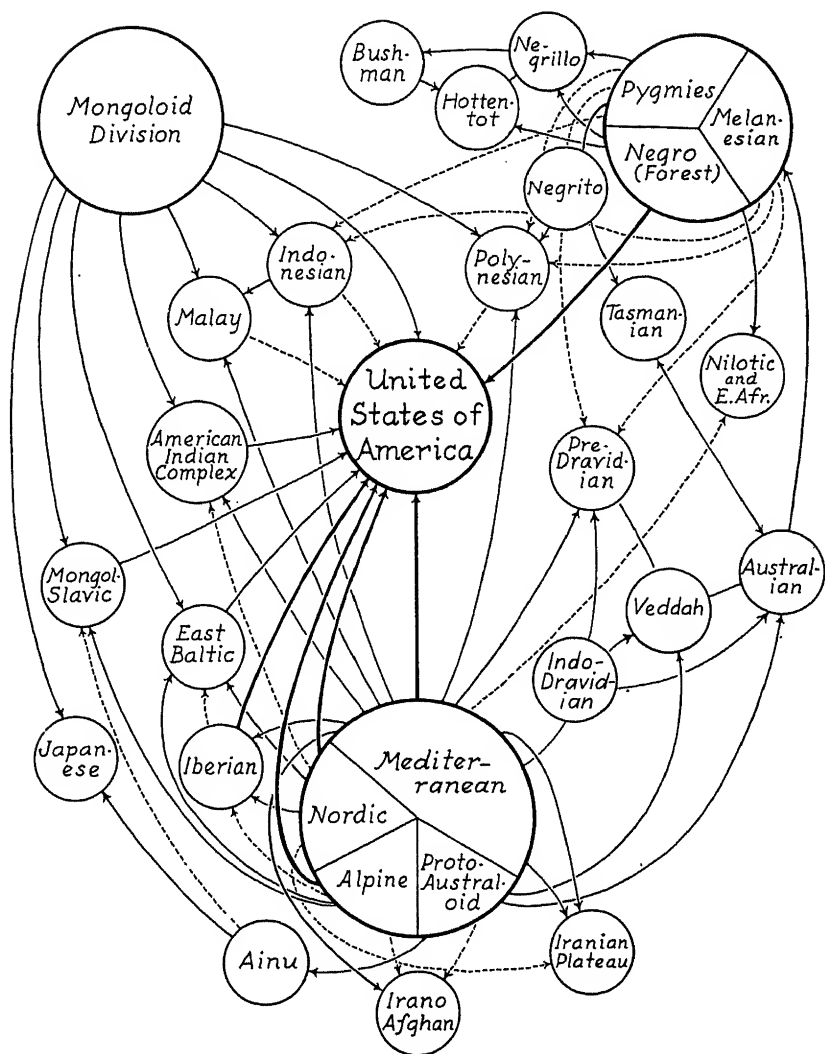 Mongoloid
Division
Bush-
man
Ne-
grillo
Hotten-
tot
Pygmies
Melan-
esian
Negro
(Forest)
Negrito
Indo-
nesian
Poly-
nesian
Malay
Tasman-
ian
Nilotic
and
E. Afr.
United
States of
America
American
Indian
Complex
Pre-
Dravid-
ian
Mongol-
Slavic
Austral-
ian
Veddah
East
Baltic
Indo-
Dravid-
ian
Japan-
ese
Iberian
Mediter-
ranean
Nordic
Alpine
Proto-
Austral-
oid
Ainu
Iranian
Plateau
Irano
Afghan